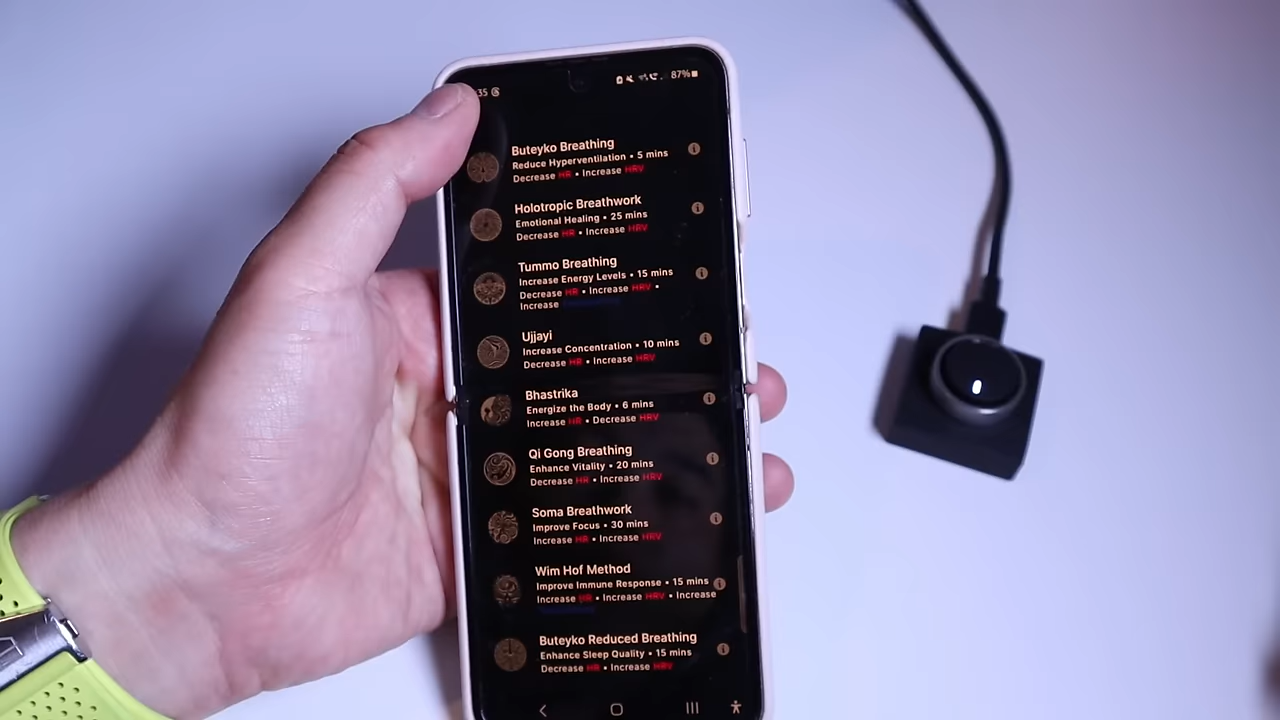 35
87%
Buteyko Breathing
Reduce Hyperventilation • 5 mins
Decrease HR • Increase HRV
Holotropic Breathwork
Emotional Healing • 25 mins
Decrease HR • Increase HRV
Tummo Breathing
Increase Energy Levels • 15 mins
Decrease HR • Increase HRV •
Increase
Ujjayi
Increase Concentration • 10 mins
Decrease HR • Increase HRV
Bhastrika
Energize the Body • 6 mins
Increase HR • Decrease HRV
Qi Gong Breathing
Enhance Vitality • 20 mins
Decrease HR • Increase HRV
Soma Breathwork
Improve Focus • 30 mins
Increase HR • Increase HRV
Wim Hof Method
Improve Immune Response • 15 mins
Increase HR • Increase HRV • Increase
Buteyko Reduced Breathing
Enhance Sleep Quality • 15 mins
Decrease HR • Increase HRV